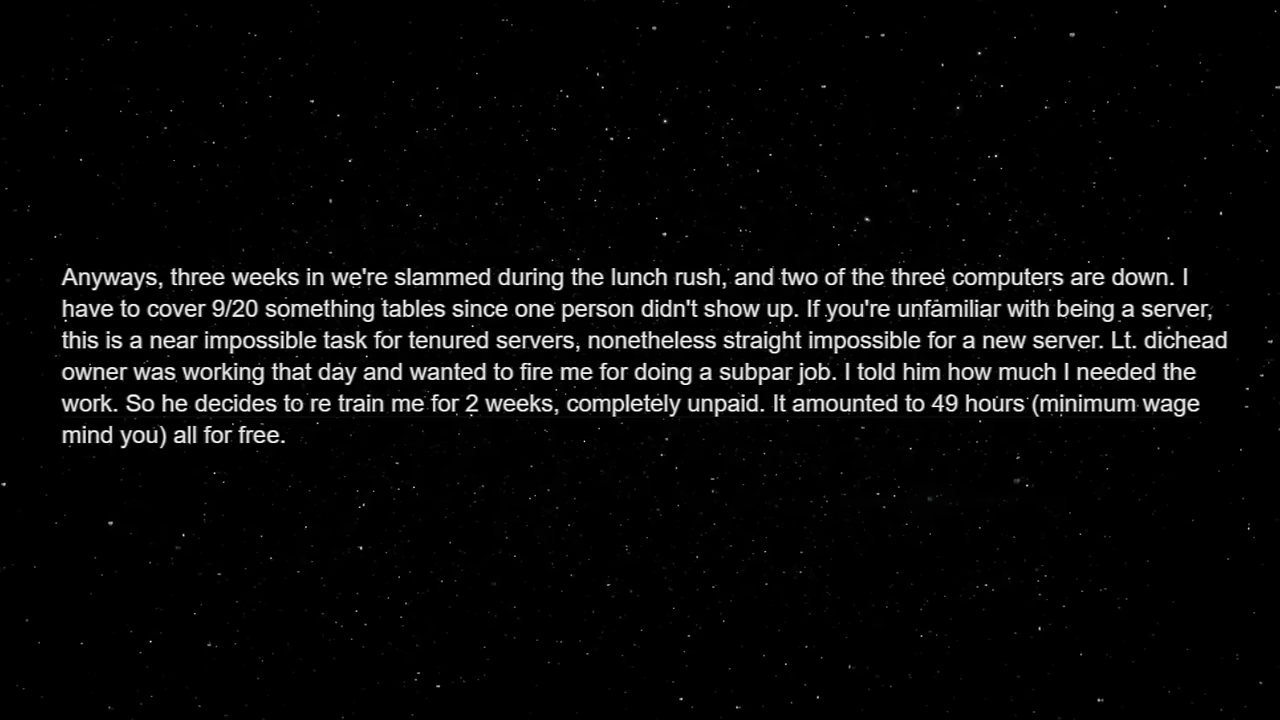 Anyways, three weeks in we're slammed during the lunch rush, and two of the three computers are down. I
have to cover 9/20 something tables since one person didn't show up. If you're unfamiliar with being a server,
this is a near impossible task for tenured servers, nonetheless straight impossible for a new server. Lt. dichead
owner was working that day and wanted to fire me for doing a subpar job. I told him how much I needed the
work. So he decides to re train me for 2 weeks, completely unpaid. It amounted to 49 hours (minimum wage
mind you) all for free.